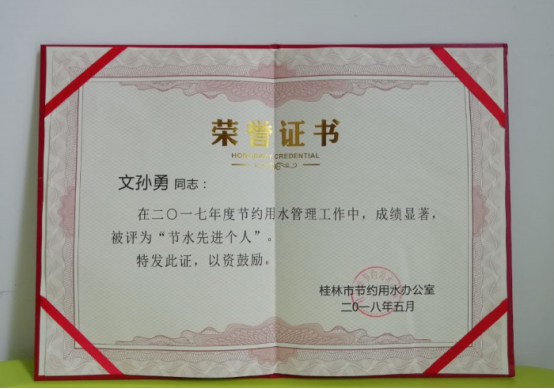 荣誉证书
HONORARY CREDENTIAL
文孙勇 同志：
在二〇一七年度节约用水管理工作中，成绩显著，
被评为“节水先进个人”。
特发此证，以资鼓励。
桂林市节约用水办公室
二〇一八年五月